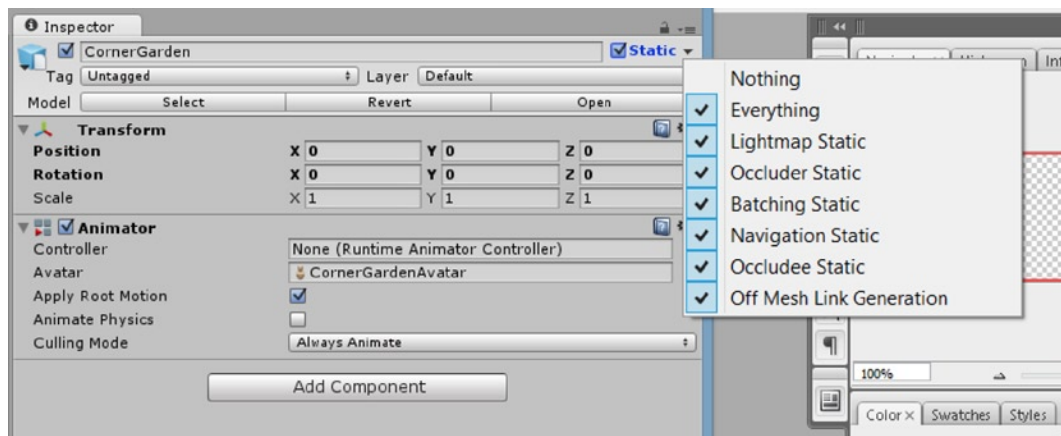 Inspector
CornerGarden Static
Tag Untagged Layer Default
Model Select Revert Open
Transform
Position X 0 Y 0 Z 0
Rotation X 0 Y 0 Z 0
Scale X 1 Y 1 Z 1
Animator
Controller None (Runtime Animator Controller)
Avatar CornerGardenAvatar
Apply Root Motion
Animate Physics
Culling Mode Always Animate
Add Component
Nothing
Everything
Lightmap Static
Occluder Static
Batching Static
Navigation Static
Occludee Static
Off Mesh Link Generation
100%
Color Swatches Styles